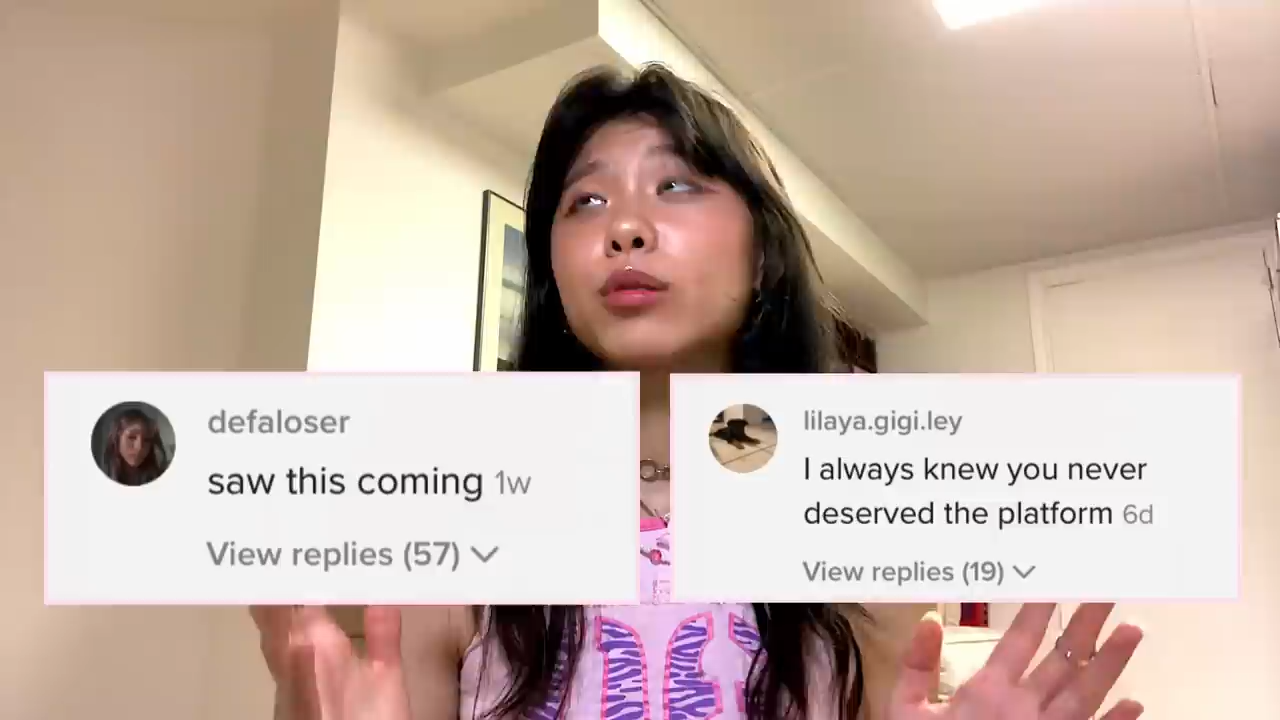 defaloser
saw this coming 1w
View replies (57)
lilaya.gigi.ley
I always knew you never
deserved the platform 6d
View replies (19)